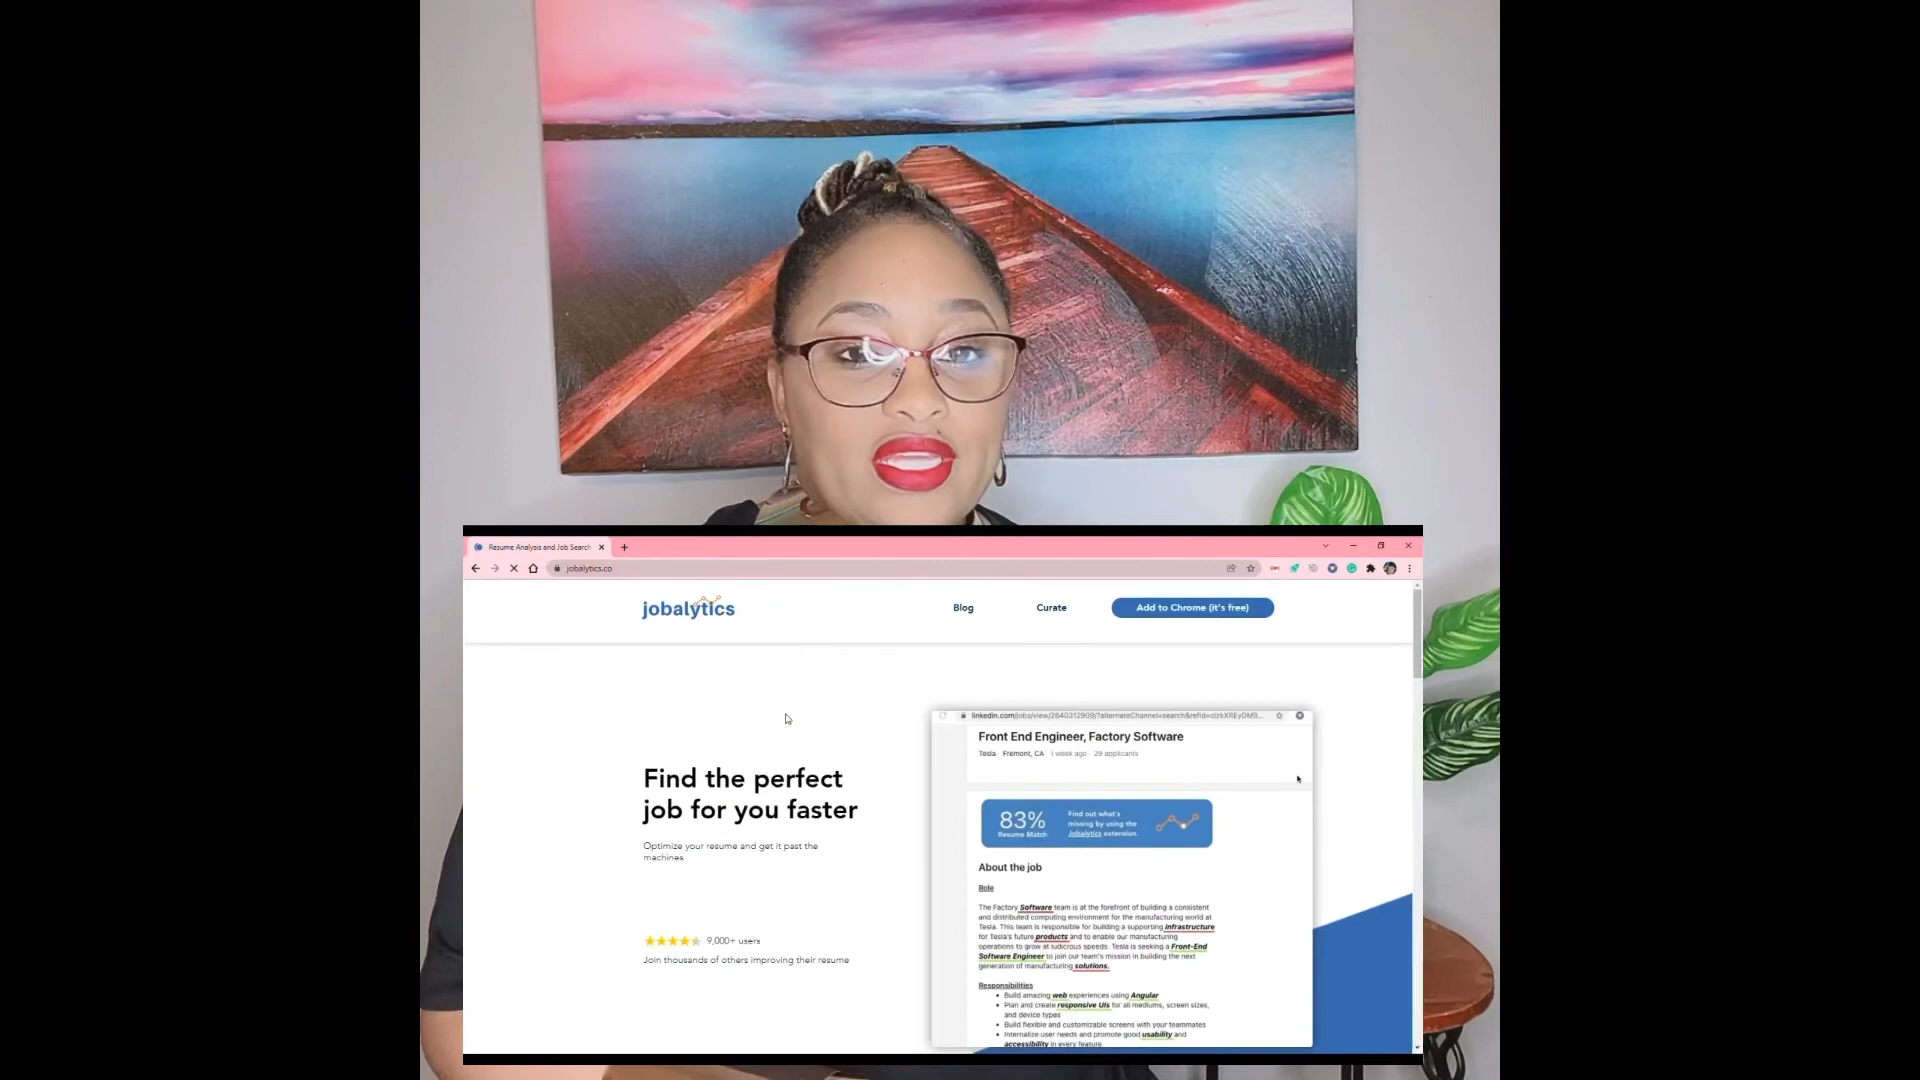 Resume Analysis and Job Search
jobalytics.co
jobalytics
Blog
Curate
Add to Chrome (it's free)
Find the perfect
job for you faster
Optimize your resume and get it past the
machines
9,000+ users
Join thousands of others improving their resume
Front End Engineer, Factory Software
Tesla · Fremont, CA 1 week ago · 29 applicants
83%
Resume Match
Find out what's
missing by using the
Jobalytics extension.
About the job
Role
The Factory Software team is at the forefront of building a consistent
and distributed computing environment for the manufacturing world at
Tesla. This team is responsible for building a supporting infrastructure
for Tesla's future products and to enable our manufacturing
operations to grow at ludicrous speeds. Tesla is seeking a Front-End
Software Engineer to join our team's mission in building the next
generation of manufacturing solutions.
Responsibilities
• Build amazing web experiences using Angular
• Plan and create responsive UIs for all mediums, screen sizes,
and device types
• Build flexible and customizable screens with your teammates
• Internalize user needs and promote good usability and
accessibility in every feature